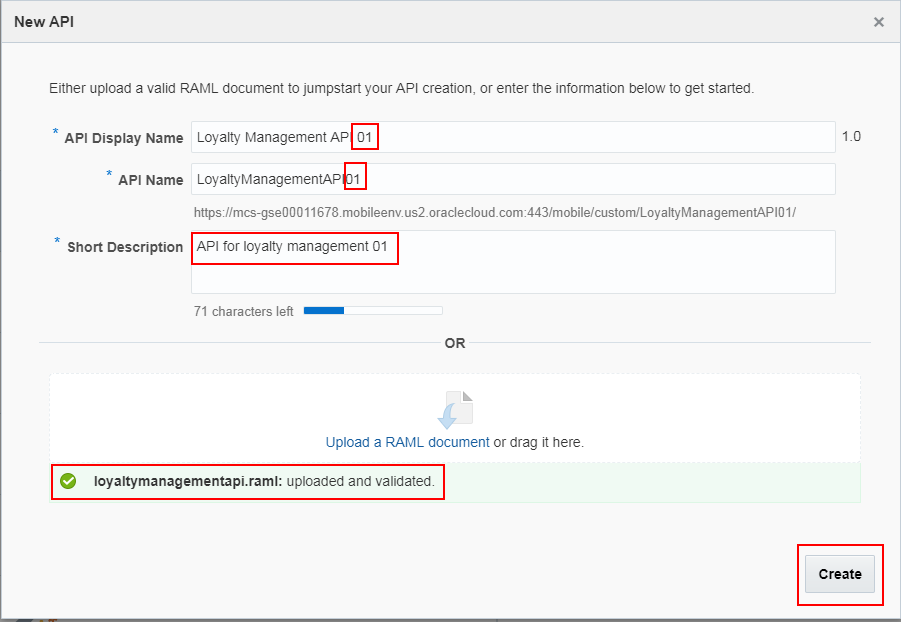 New API
×
Either upload a valid RAML document to jumpstart your API creation, or enter the information below to get started.
* API Display Name Loyalty Management API 01 1.0
* API Name LoyaltyManagementAPI01
https://mcs-gse00011678.mobileenv.us2.oraclecloud.com:443/mobile/custom/LoyaltyManagementAPI01/
* Short Description API for loyalty management 01
71 characters left
OR
Upload a RAML document or drag it here.
loyaltymanagementapi.raml: uploaded and validated.
Create